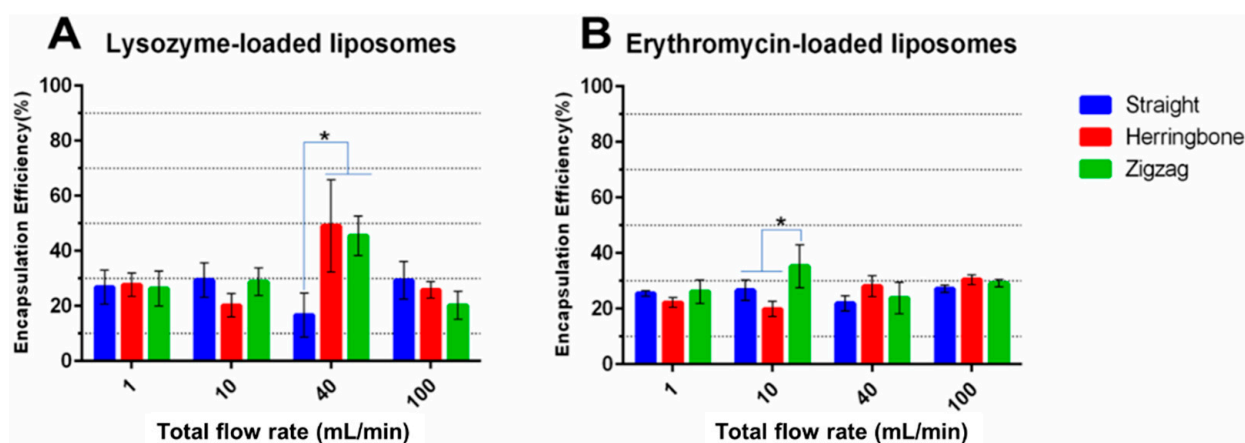 A Lysozyme-loaded liposomes
Encapsulation Efficiency(%)
100
80
60
40
20
0
*
1 10 40 100
Total flow rate (mL/min)
B Erythromycin-loaded liposomes
Encapsulation Efficiency(%)
100
80
60
40
20
0
*
1 10 40 100
Total flow rate (mL/min)
Straight
Herringbone
Zigzag